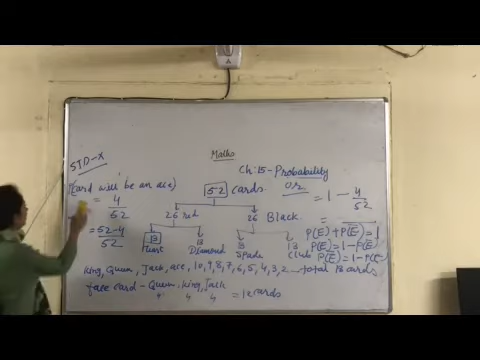 Maths
STD-X
Ch:15-Probability
(Card will be an ace)
= 4/52
= 52-4/52
52 Cards
26 red
26 Black
13 Heart
13 Diamond
13 Spade
13 Club
or
= 1 - 4/52
P(E) + P(E̅) = 1
P(E) = 1 - P(E̅)
P(E̅) = 1 - P(E
King, Queen, Jack, ace, 10, 9, 8, 7, 6, 5, 4, 3, 2 - total 13 cards
face card - Queen, King, Jack
4 4 4 = 12 cards